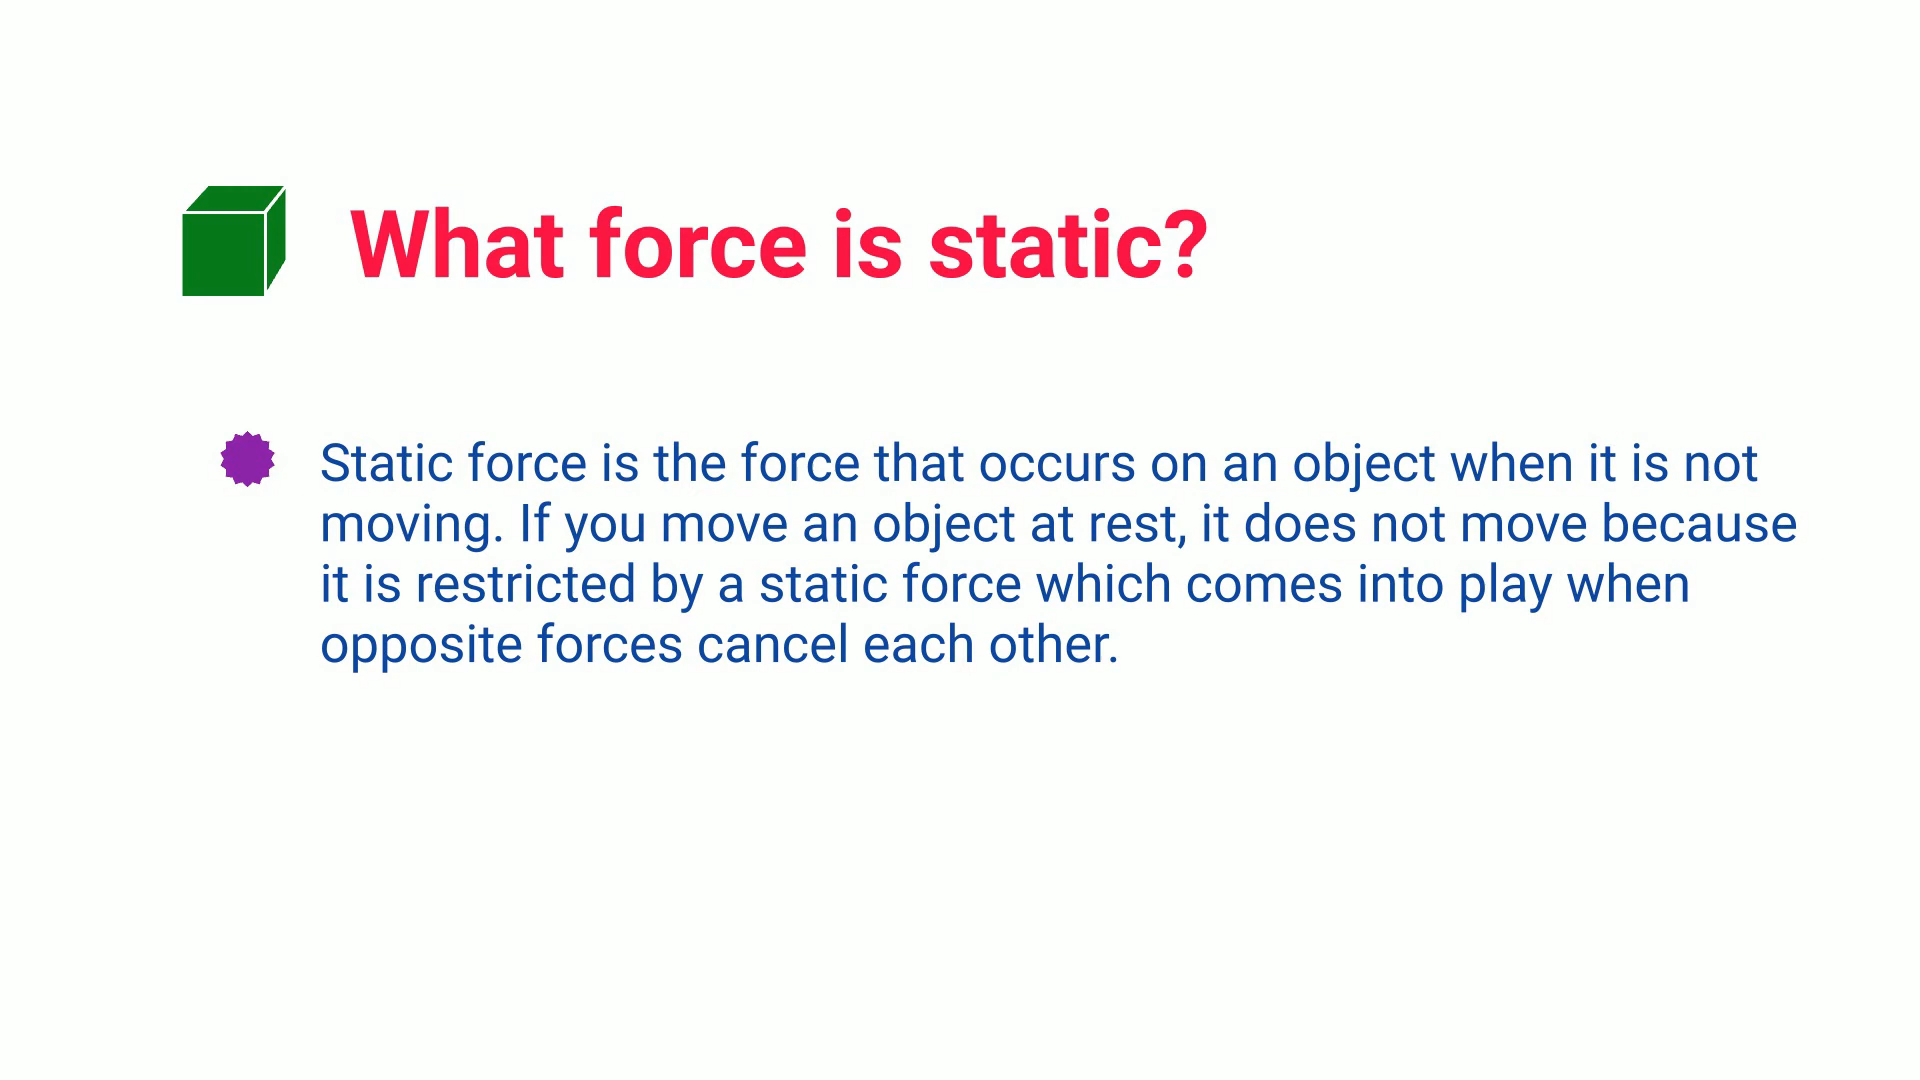 What force is static?
Static force is the force that occurs on an object when it is not
moving. If you move an object at rest, it does not move because
it is restricted by a static force which comes into play when
opposite forces cancel each other.